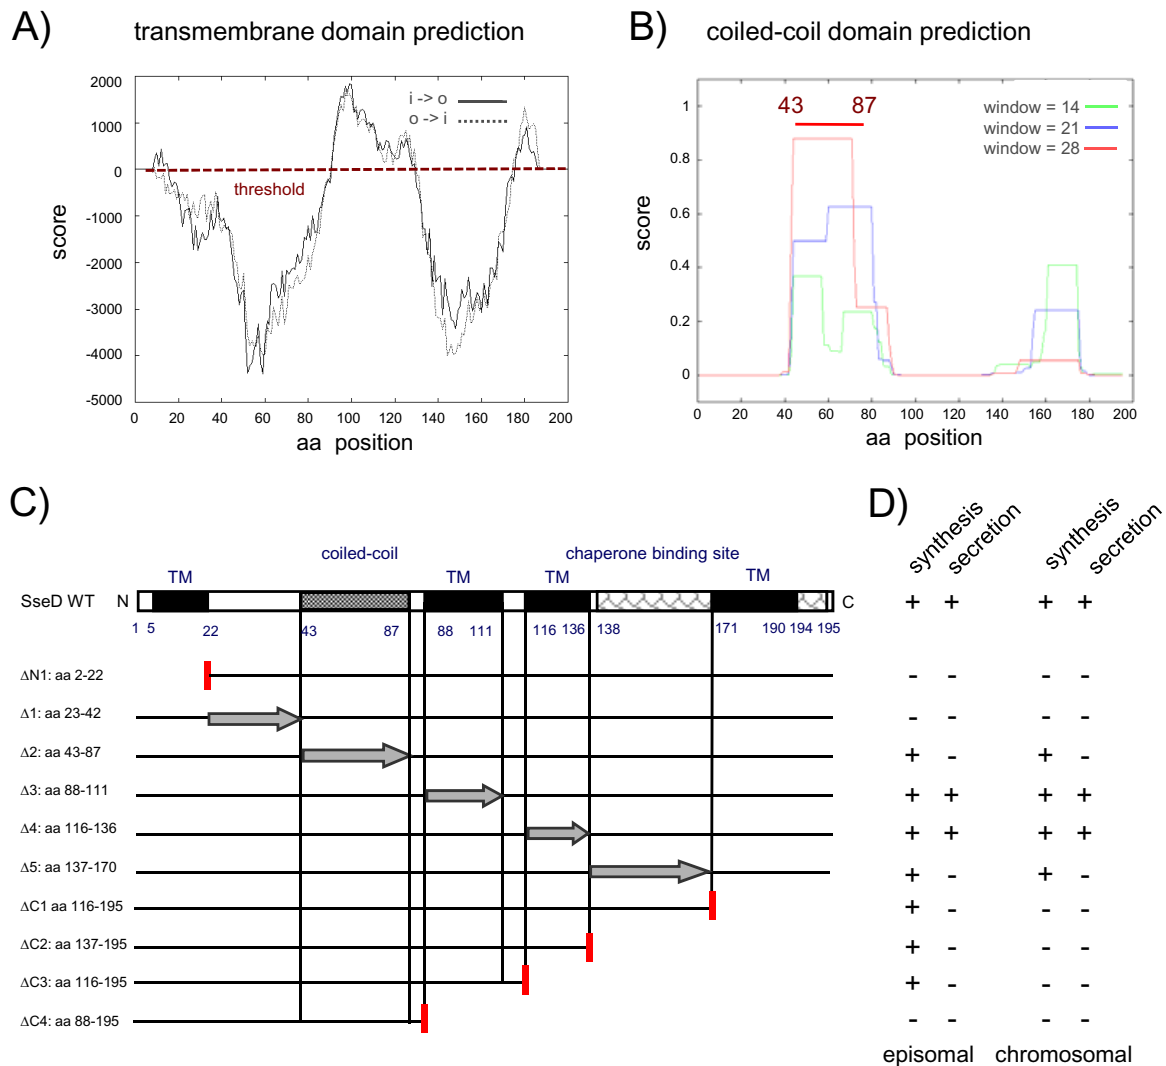 A) transmembrane domain prediction
2000
1000
0
-1000
-2000
-3000
-4000
-5000
score
i -> o
o -> i
threshold
0 20 40 60 80 100 120 140 160 180 200
aa position
B) coiled-coil domain prediction
1
0.8
0.6
0.4
0.2
0
score
43 87
window = 14
window = 21
window = 28
0 20 40 60 80 100 120 140 160 180 200
aa position
C)
coiled-coil chaperone binding site
TM TM TM TM
SseD WT N C
1 5 22 43 87 88 111 116 136 138 171 190 194 195
ΔN1: aa 2-22
Δ1: aa 23-42
Δ2: aa 43-87
Δ3: aa 88-111
Δ4: aa 116-136
Δ5: aa 137-170
ΔC1 aa 116-195
ΔC2: aa 137-195
ΔC3: aa 116-195
ΔC4: aa 88-195
D)
synthesis secretion synthesis secretion
+ + + +
- - - -
- - - -
+ - + -
+ + + +
+ + + +
+ - + -
+ - - -
+ - - -
+ - - -
- - - -
episomal chromosomal